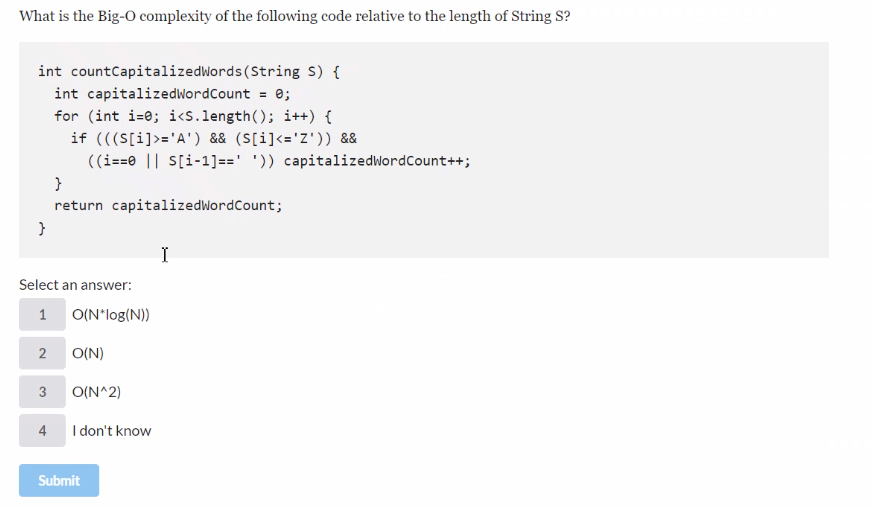 What is the Big-O complexity of the following code relative to the length of String S?
int countCapitalizedWords(String S) {
int capitalizedWordCount = 0;
for (int i=0; i<S.length(); i++) {
if (((S[i]>='A') && (S[i]<='Z')) &&
((i==0 || S[i-1]==' ')) capitalizedWordCount++;
}
return capitalizedWordCount;
}
Select an answer:
1 O(N*log(N))
2 O(N)
3 O(N^2)
4 I don't know
Submit